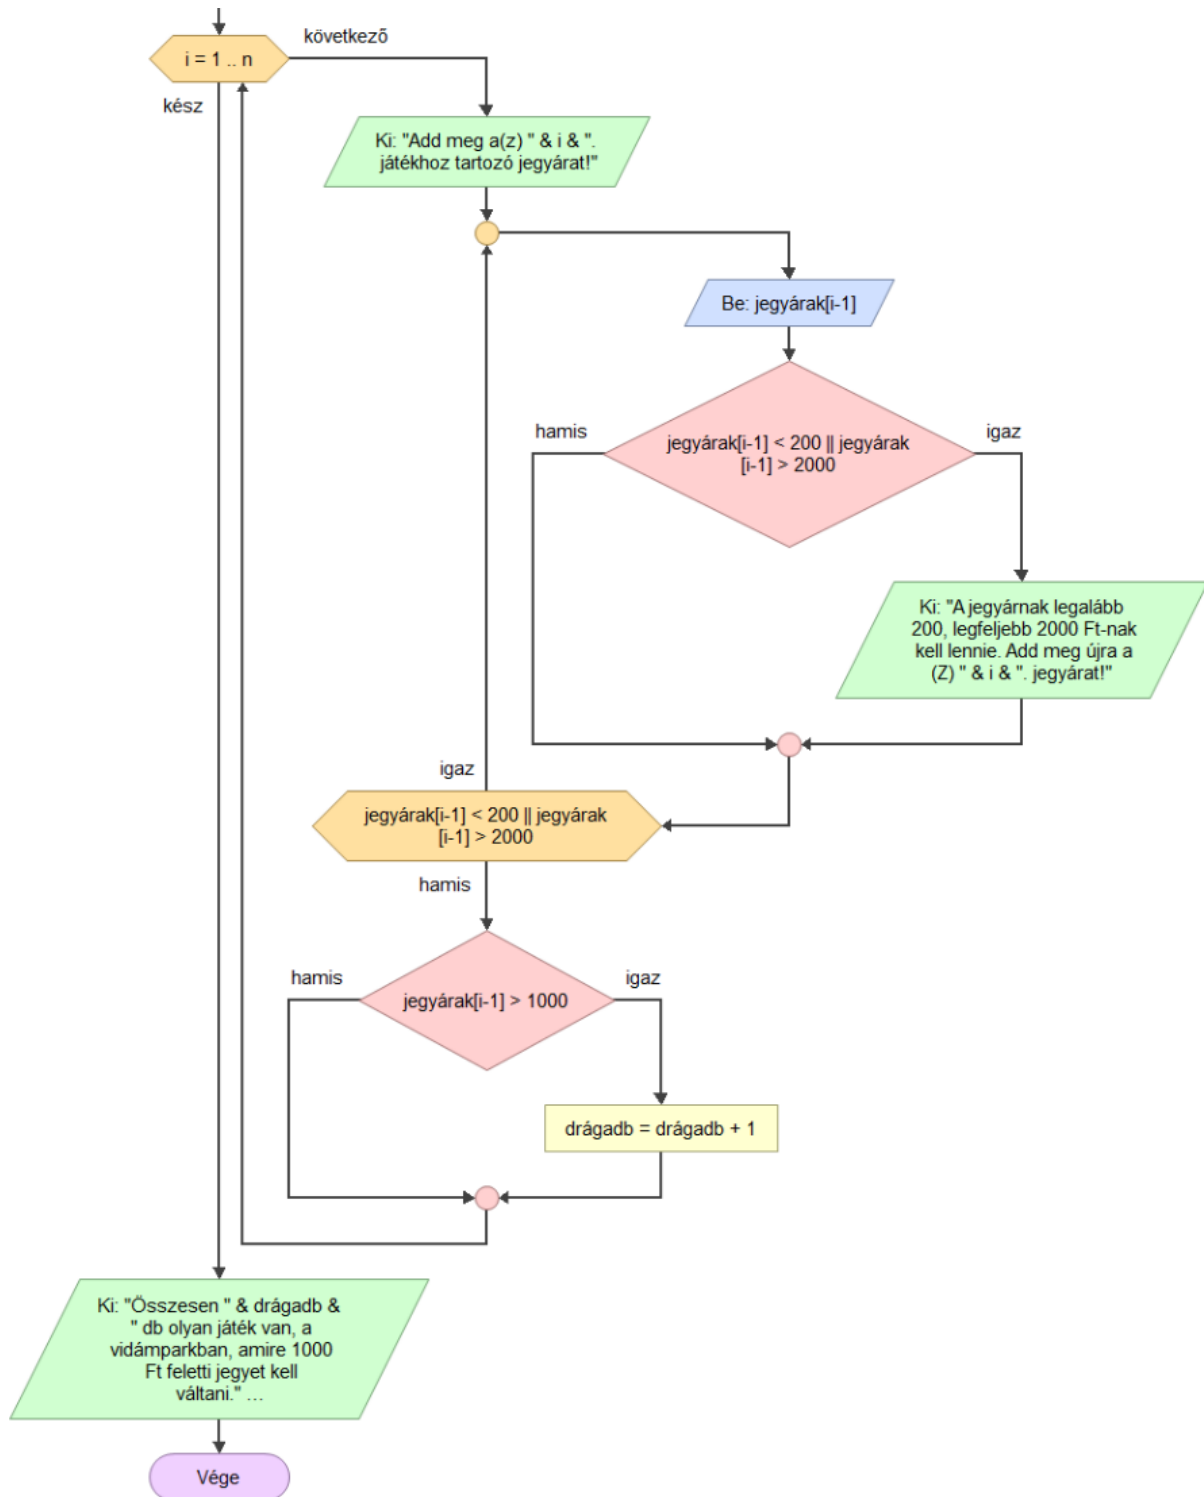 következő
i = 1 .. n
kész
Ki: "Add meg a(z) " & i & ".
játékhoz tartozó jegyárat!"
Be: jegyárak[i-1]
hamis
igaz
jegyárak[i-1] < 200 || jegyárak
[i-1] > 2000
Ki: "A jegyárnak legalább
200, legfeljebb 2000 Ft-nak
kell lennie. Add meg újra a
(Z) " & i & ". jegyárat!"
igaz
jegyárak[i-1] < 200 || jegyárak
[i-1] > 2000
hamis
hamis
igaz
jegyárak[i-1] > 1000
drágadb = drágadb + 1
Ki: "Összesen " & drágadb &
" db olyan játék van, a
vidámparkban, amire 1000
Ft feletti jegyet kell
váltani." ...
Vége